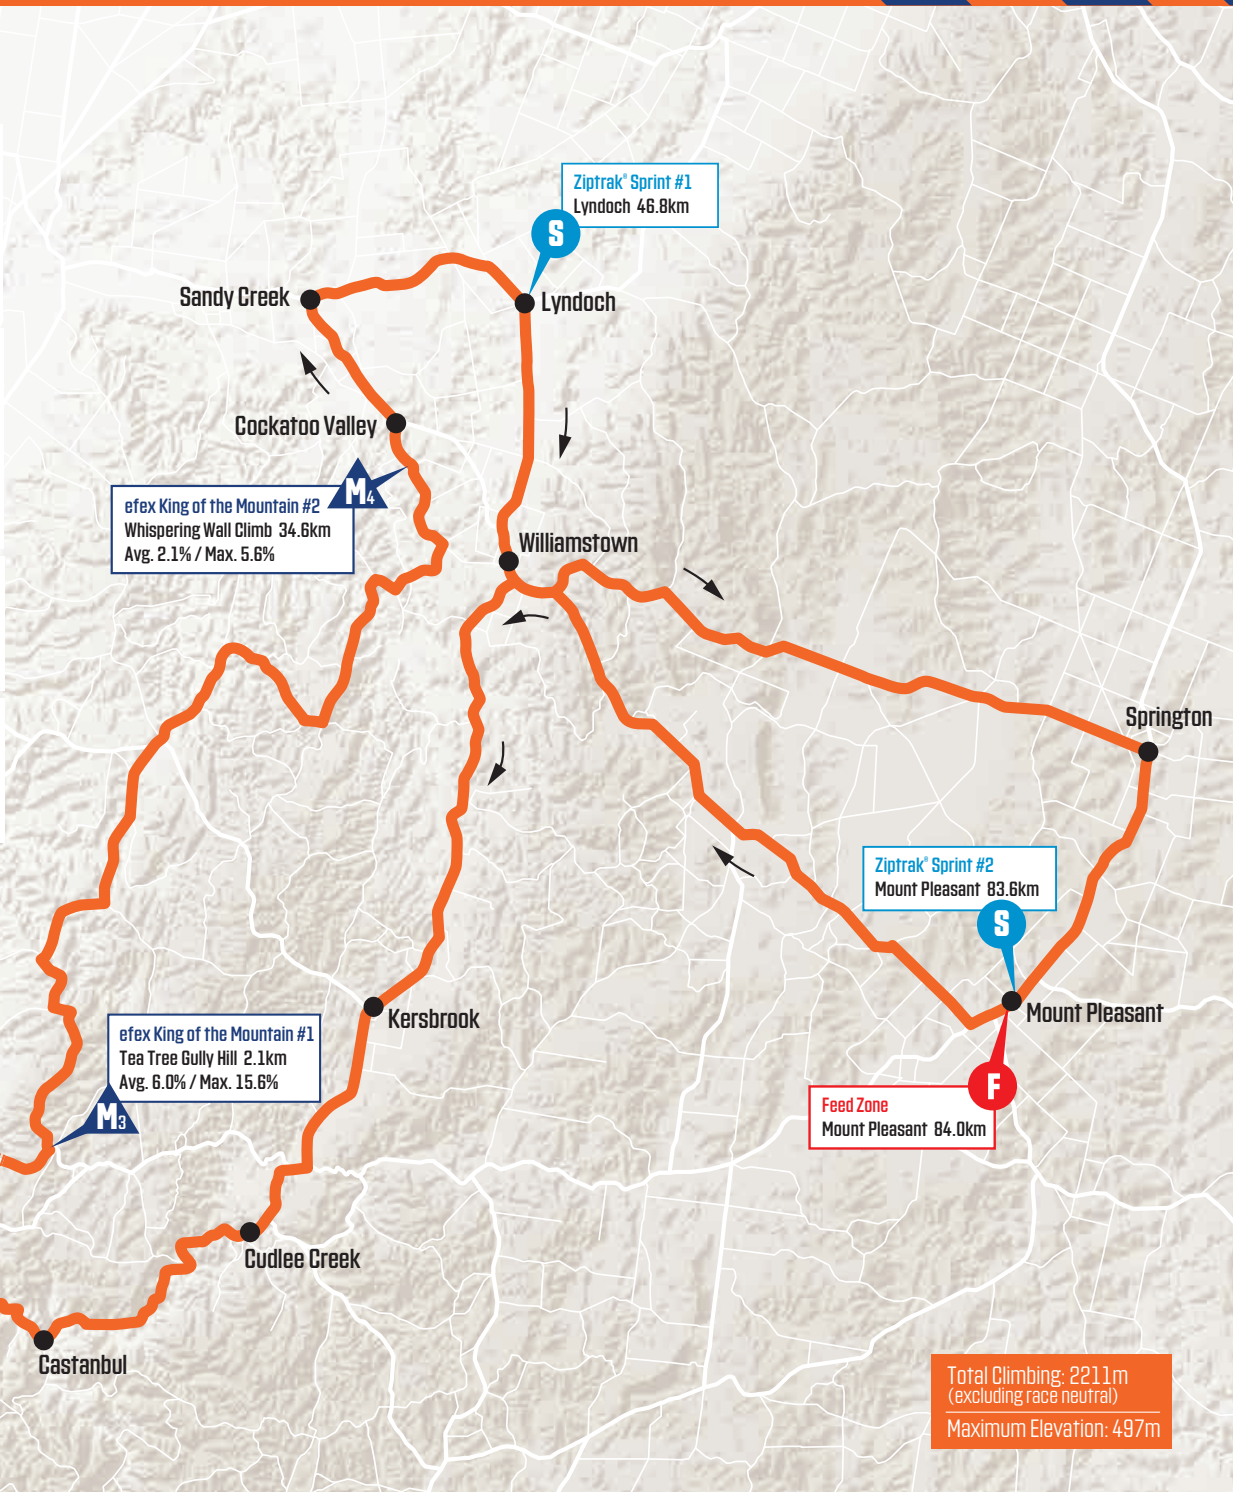 Ziptrak® Sprint #1
Lyndoch 46.8km
S
Sandy Creek
Lyndoch
Cockatoo Valley
M4
efex King of the Mountain #2
Whispering Wall Climb 34.6km
Avg. 2.1% / Max. 5.6%
Williamstown
Springton
Ziptrak® Sprint #2
Mount Pleasant 83.6km
S
Mount Pleasant
Kersbrook
efex King of the Mountain #1
Tea Tree Gully Hill 2.1km
Avg. 6.0% / Max. 15.6%
M3
F
Feed Zone
Mount Pleasant 84.0km
Cudlee Creek
Castanbul
Total Climbing: 2211m
(excluding race neutral)
Maximum Elevation: 497m